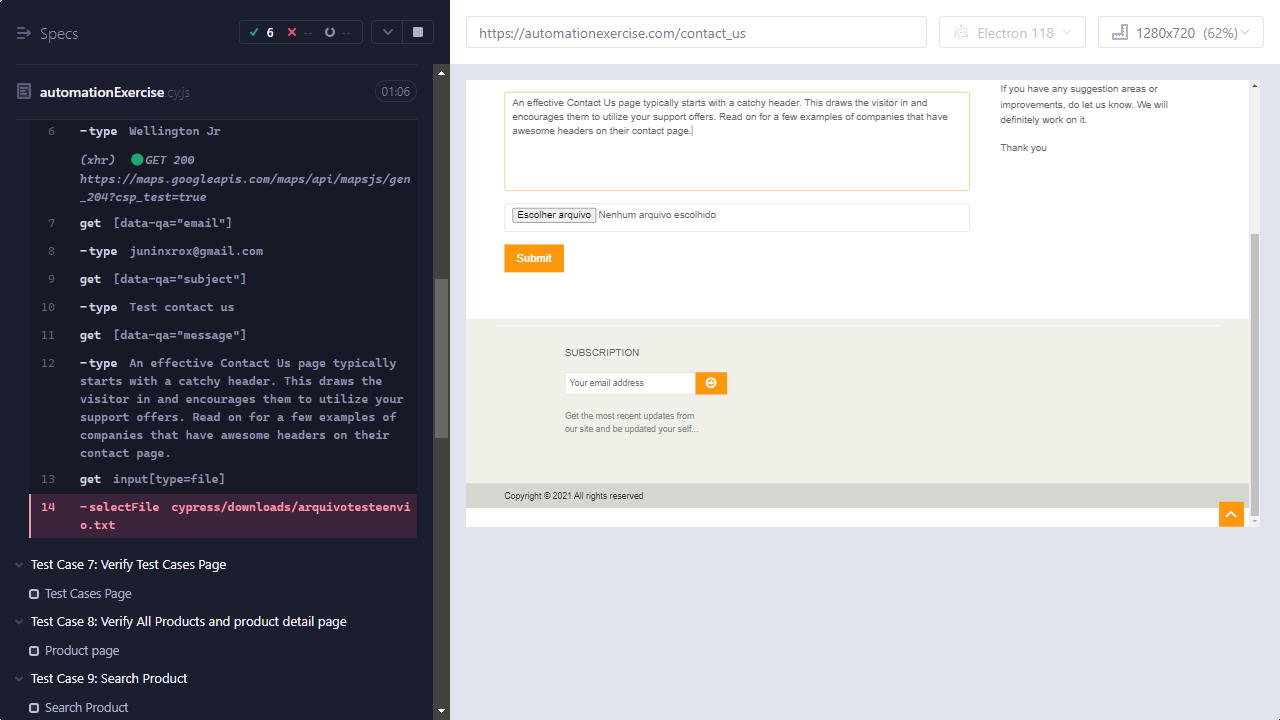 Specs
6
--
--
automationExercise.cy.js
01:06
6 -type Wellington Jr
(xhr) GET 200
https://maps.googleapis.com/maps/api/mapsjs/gen
_204?csp_test=true
7 get [data-qa="email"]
8 -type juninxrox@gmail.com
9 get [data-qa="subject"]
10 -type Test contact us
11 get [data-qa="message"]
12 -type An effective Contact Us page typically
starts with a catchy header. This draws the
visitor in and encourages them to utilize your
support offers. Read on for a few examples of
companies that have awesome headers on their
contact page.
13 get input[type=file]
14 -selectFile cypress/downloads/arquivotesteenvi
o.txt
Test Case 7: Verify Test Cases Page
Test Cases Page
Test Case 8: Verify All Products and product detail page
Product page
Test Case 9: Search Product
Search Product
https://automationexercise.com/contact_us
Electron 118
1280x720 (62%)
An effective Contact Us page typically starts with a catchy header. This draws the visitor in and
encourages them to utilize your support offers. Read on for a few examples of companies that have
awesome headers on their contact page.
Escolher arquivo Nenhum arquivo escolhido
Submit
If you have any suggestion areas or
improvements, do let us know. We will
definitely work on it.
Thank you
SUBSCRIPTION
Your email address
Get the most recent updates from
our site and be updated your self...
Copyright © 2021 All rights reserved